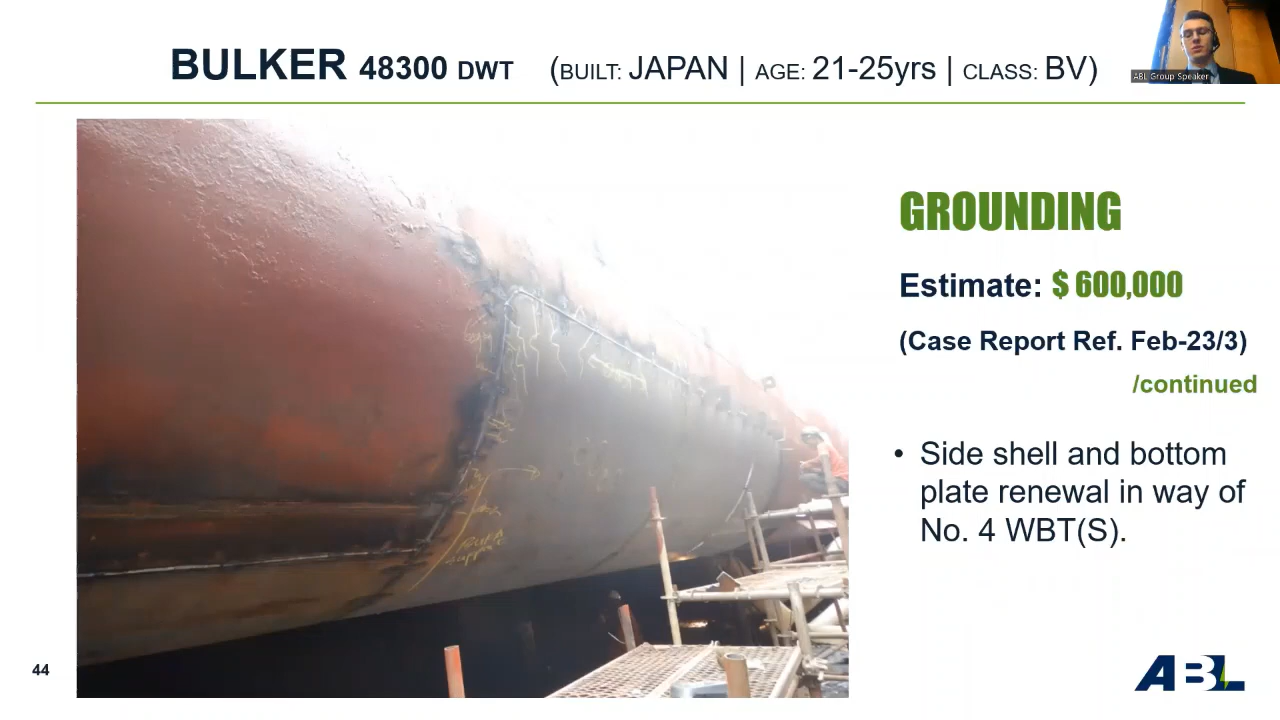 BULKER 48300 DWT (BUILT: JAPAN | AGE: 21-25yrs | CLASS: BV)
ABL Group Speaker
GROUNDING
Estimate: $ 600,000
(Case Report Ref. Feb-23/3)
/continued
• Side shell and bottom
plate renewal in way of
No. 4 WBT(S).
44
ABL